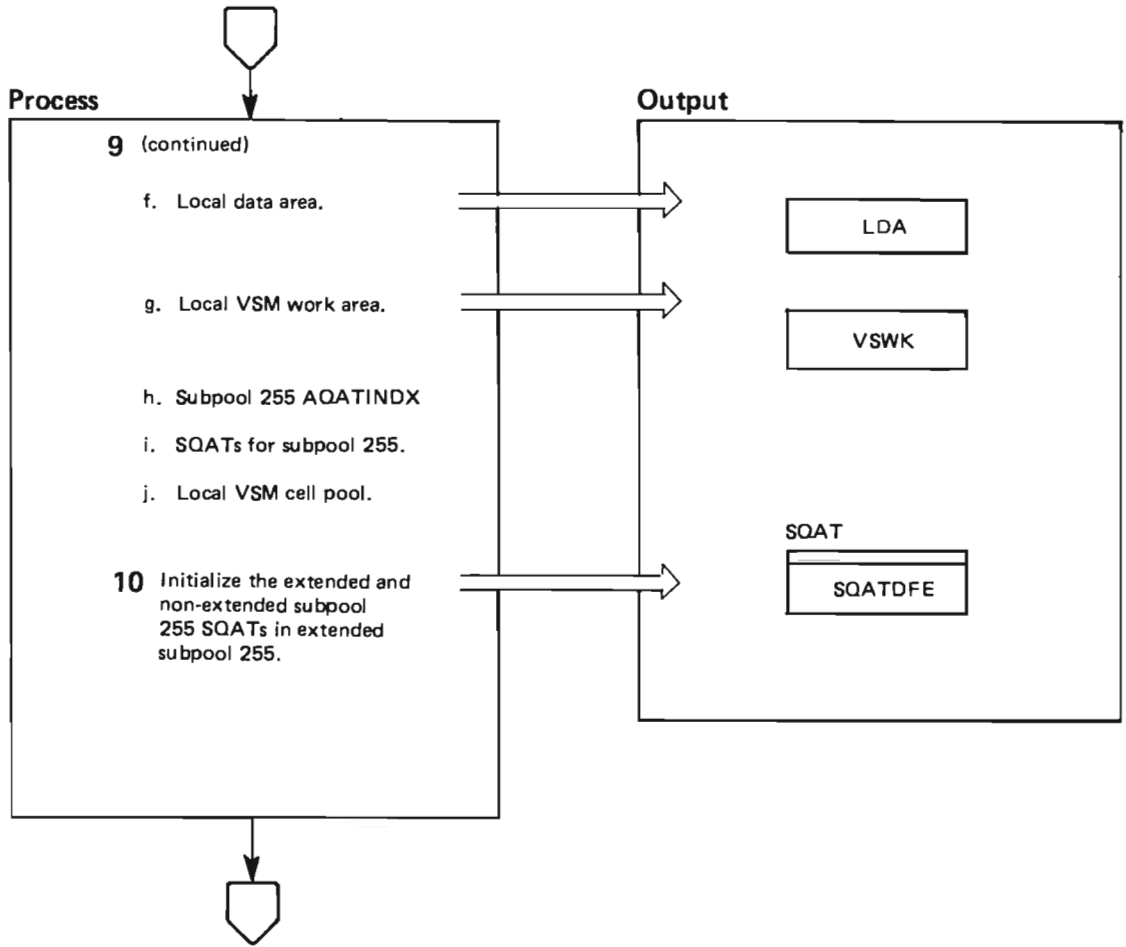 Process
Output
9 (continued)
f. Local data area.
LDA
g. Local VSM work area.
VSWK
h. Subpool 255 AQATINDX
i. SQATs for subpool 255.
j. Local VSM cell pool.
SQAT
10 Initialize the extended and
non-extended subpool
255 SQATs in extended
subpool 255.
SQATDFE